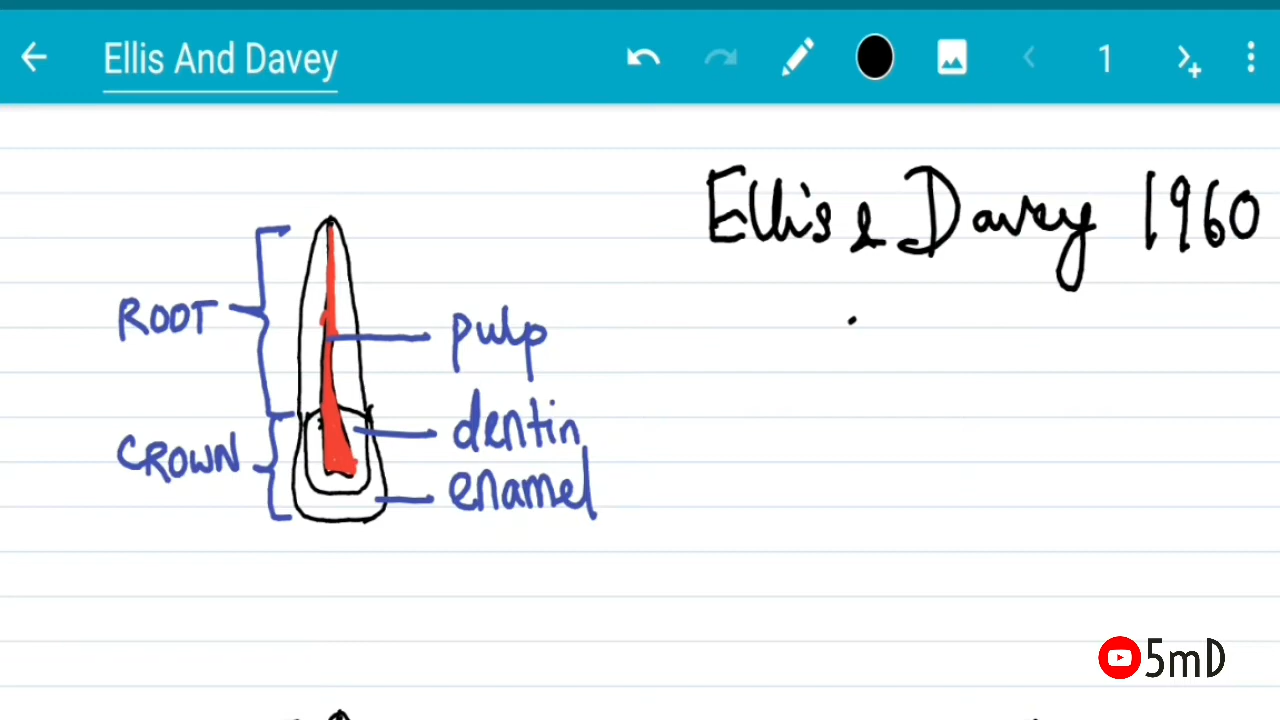 Ellis And Davey
1
Ellis & Davey 1960
ROOT
pulp
dentin
CROWN
enamel
5mD